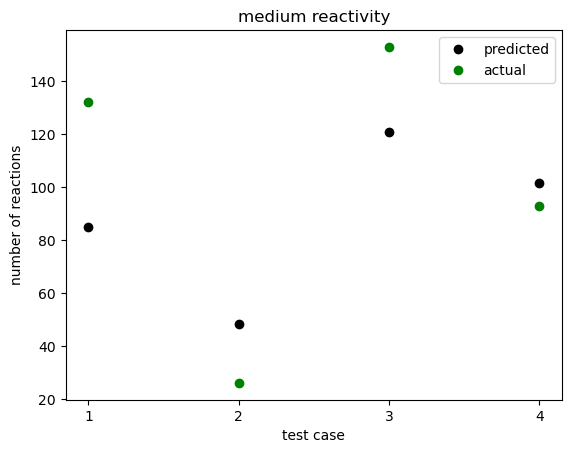 medium reactivity
predicted
actual
number of reactions
140
120
100
80
60
40
20
1 2 3 4
test case